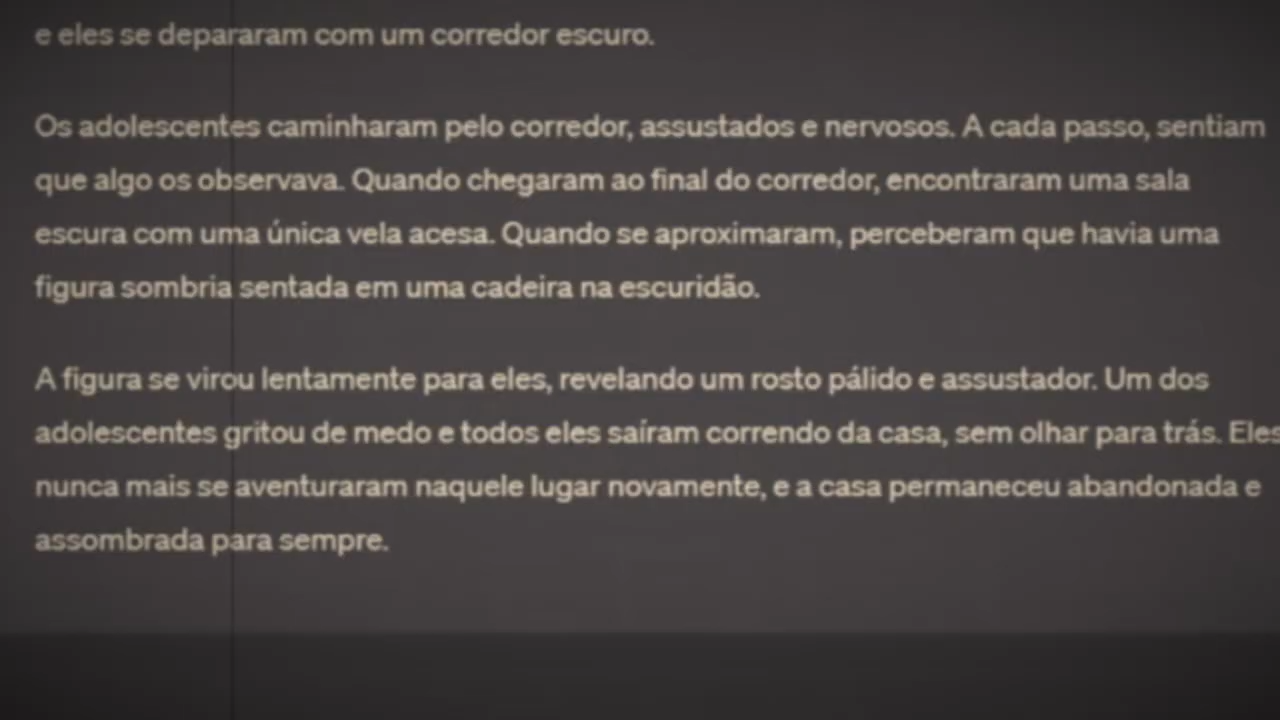 e eles se depararam com um corredor escuro.
Os adolescentes caminharam pelo corredor, assustados e nervosos. A cada passo, sentiam
que algo os observava. Quando chegaram ao final do corredor, encontraram uma sala
escura com uma única vela acesa. Quando se aproximaram, perceberam que havia uma
figura sombria sentada em uma cadeira na escuridão.
A figura se virou lentamente para eles, revelando um rosto pálido e assustador. Um dos
adolescentes gritou de medo e todos eles saíram correndo da casa, sem olhar para trás. Eles
nunca mais se aventuraram naquele lugar novamente, e a casa permaneceu abandonada e
assombrada para sempre.